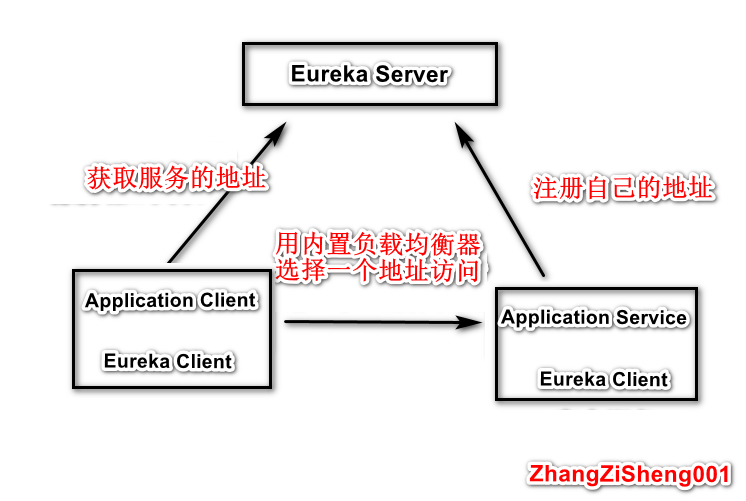 Eureka Server
获取服务的地址
注册自己的地址
用内置负载均衡器
选择一个地址访问
Application Client
Eureka Client
Application Service
Eureka Client
ZhangZiSheng001